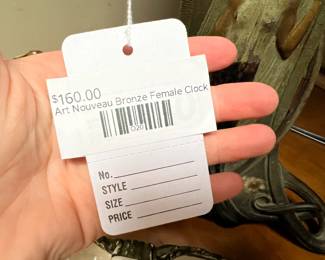 $160.00
Art Nouveau Bronze Female Clock
No.
STYLE
SIZE
PRICE